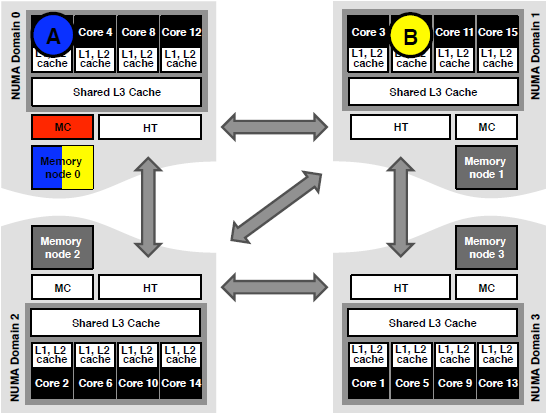 NUMA Domain 0
A
Core 4
Core 8
Core 12
L1, L2
cache
L1, L2
cache
L1, L2
cache
L1, L2
cache
Shared L3 Cache
MC
HT
Memory
node 0
NUMA Domain 1
Core 3
B
Core 11
Core 15
L1, L2
cache
L1, L2
cache
L1, L2
cache
L1, L2
cache
Shared L3 Cache
HT
MC
Memory
node 1
NUMA Domain 2
Memory
node 2
MC
HT
Shared L3 Cache
L1, L2
cache
L1, L2
cache
L1, L2
cache
L1, L2
cache
Core 2
Core 6
Core 10
Core 14
NUMA Domain 3
Memory
node 3
HT
MC
Shared L3 Cache
L1, L2
cache
L1, L2
cache
L1, L2
cache
L1, L2
cache
Core 1
Core 5
Core 9
Core 13